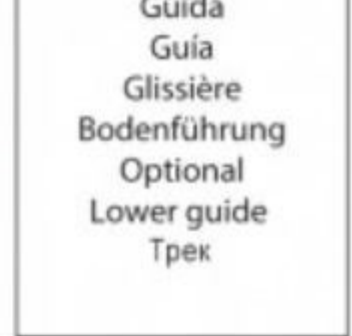 Guida
Guía
Glissière
Bodenführung
Optional
Lower guide
Трек